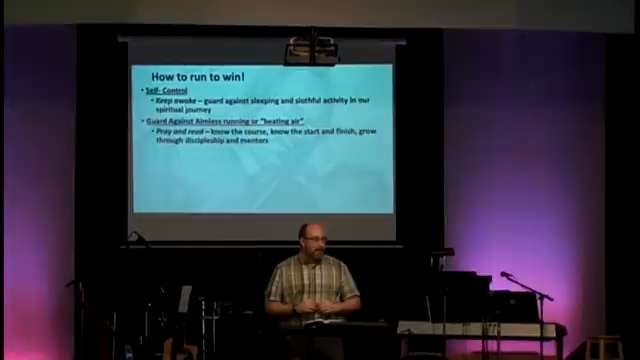 How to run to win!
• Self- Control
• Keep awake – guard against sleeping and slothful activity in our
spiritual journey
• Guard Against Aimless running or "beating air"
• Pray and read – know the course, know the start and finish, grow
through discipleship and mentors